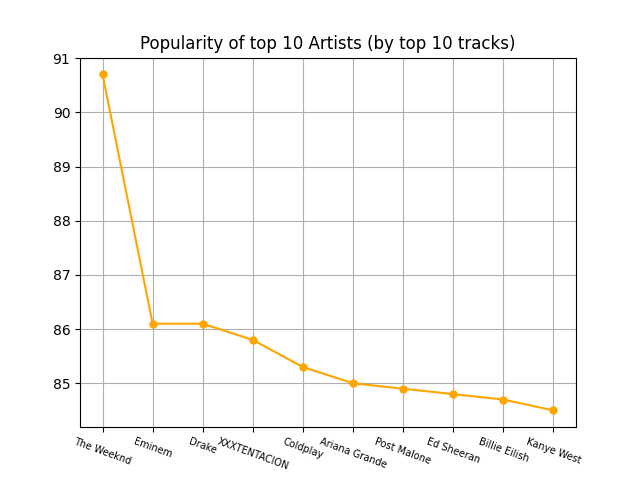 Popularity of top 10 Artists (by top 10 tracks)
91
90
89
88
87
86
85
The Weeknd
Eminem
Drake
XXXTENTACION
Coldplay
Ariana Grande
Post Malone
Ed Sheeran
Billie Eilish
Kanye West